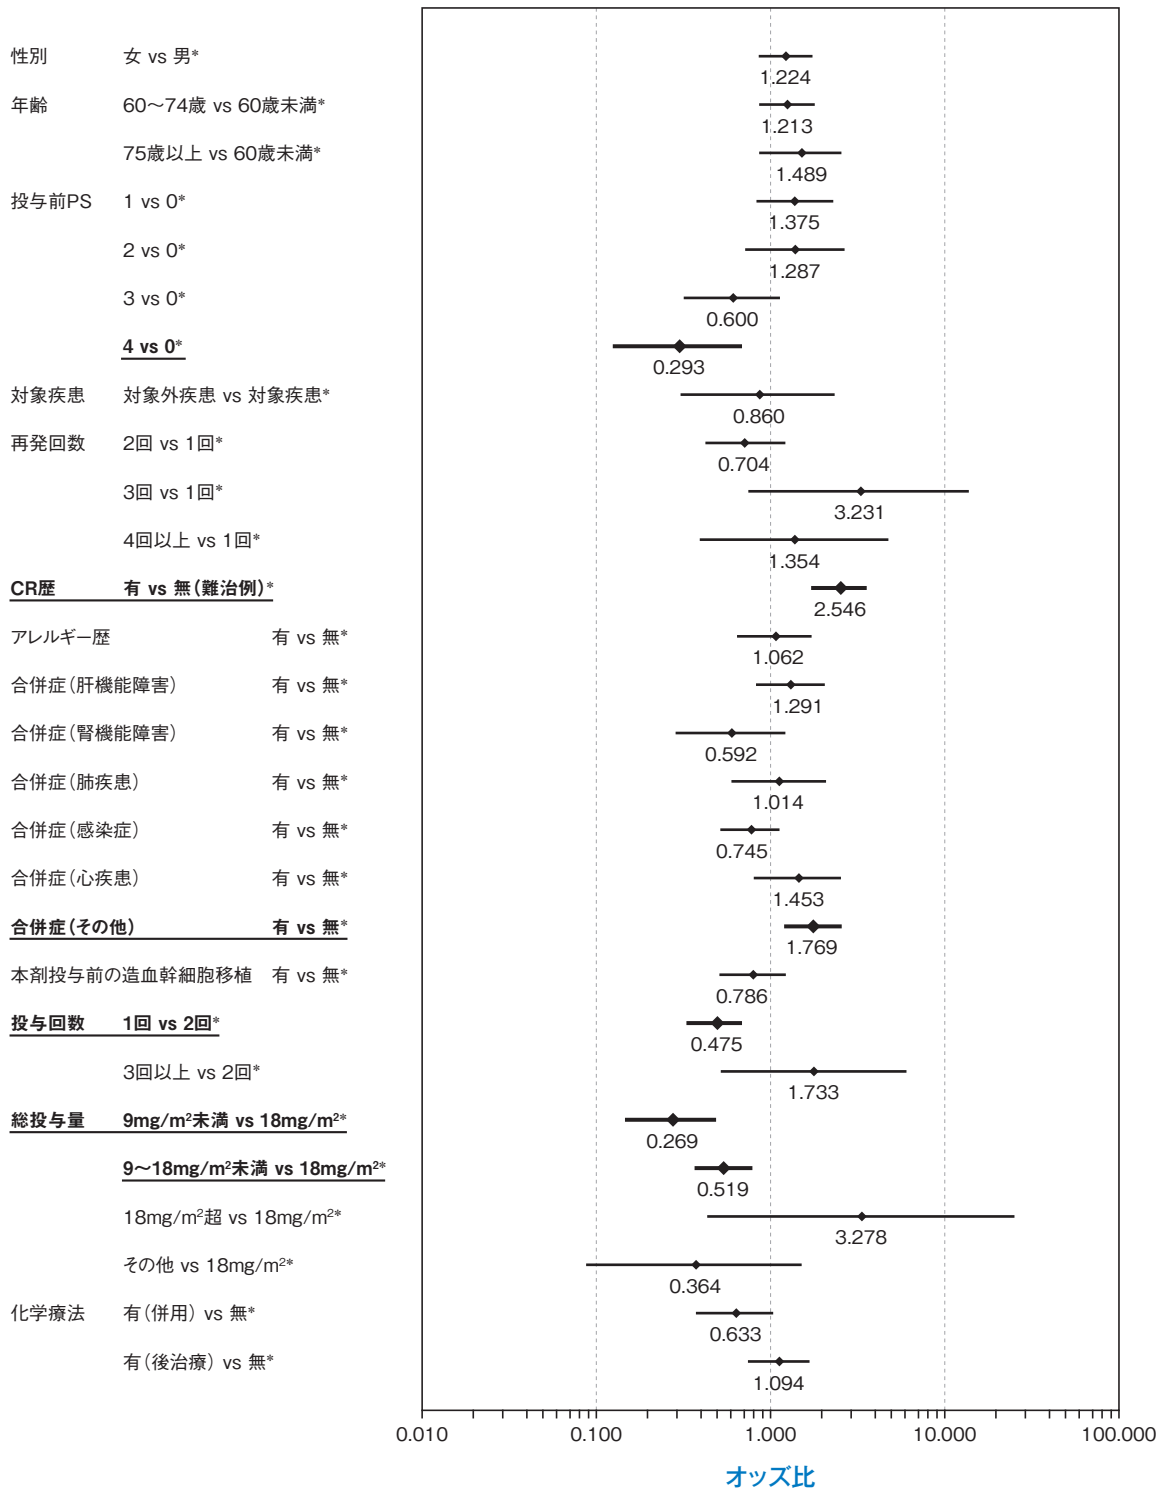 性別 女 vs 男*
1.224
年齢 60～74歳 vs 60歳未満*
1.213
75歳以上 vs 60歳未満*
1.489
投与前PS 1 vs 0*
1.375
2 vs 0*
1.287
3 vs 0*
0.600
4 vs 0*
0.293
対象疾患 対象外疾患 vs 対象疾患*
0.860
再発回数 2回 vs 1回*
0.704
3回 vs 1回*
3.231
4回以上 vs 1回*
1.354
CR歴 有 vs 無（難治例）*
2.546
アレルギー歴 有 vs 無*
1.062
合併症（肝機能障害） 有 vs 無*
1.291
合併症（腎機能障害） 有 vs 無*
0.592
合併症（肺疾患） 有 vs 無*
1.014
合併症（感染症） 有 vs 無*
0.745
合併症（心疾患） 有 vs 無*
1.453
合併症（その他） 有 vs 無*
1.769
本剤投与前の造血幹細胞移植 有 vs 無*
0.786
投与回数 1回 vs 2回*
0.475
3回以上 vs 2回*
1.733
総投与量 9mg/m²未満 vs 18mg/m²*
0.269
9～18mg/m²未満 vs 18mg/m²*
0.519
18mg/m²超 vs 18mg/m²*
3.278
その他 vs 18mg/m²*
0.364
化学療法 有（併用） vs 無*
0.633
有（後治療） vs 無*
1.094
0.010 0.100 1.000 10.000 100.000
オッズ比